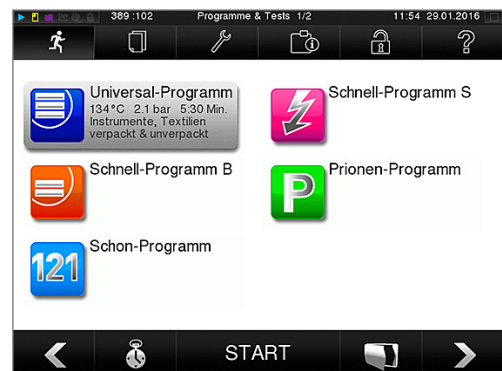 389 :102 Programme & Tests 1/2 11:54 29.01.2016
Universal-Programm
134°C 2.1 bar 5:30 Min.
Instrumente, Textilien
verpackt & unverpackt
Schnell-Programm S
Schnell-Programm B
P
Prionen-Programm
121
Schon-Programm
START